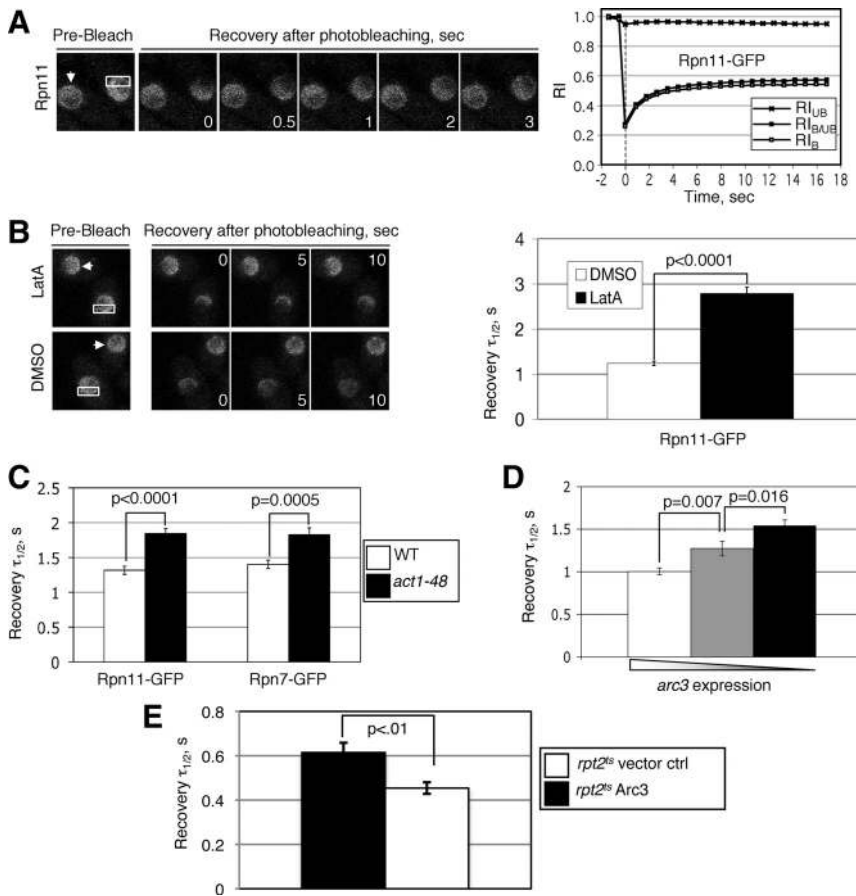 A
Pre-Bleach
Recovery after photobleaching, sec
Rpn11
0
0.5
1
2
3
RI
1.0
0.8
0.6
0.4
0.2
0.0
Rpn11-GFP
RI_UB
RI_B/UB
RI_B
-2 0 2 4 6 8 10 12 14 16 18
Time, sec
B
Pre-Bleach
Recovery after photobleaching, sec
LatA
0
5
10
DMSO
0
5
10
Recovery τ1/2, s
4
3
2
1
0
p<0.0001
DMSO
LatA
Rpn11-GFP
C
Recovery τ1/2, s
2.5
2
1.5
1
0.5
0
p<0.0001
p=0.0005
Rpn11-GFP
Rpn7-GFP
WT
act1-48
D
Recovery τ1/2, s
2
1.5
1
0.5
0
p=0.007
p=0.016
arc3 expression
E
Recovery τ1/2, s
0.8
0.6
0.4
0.2
0
p<.01
rpt2ts vector ctrl
rpt2ts Arc3